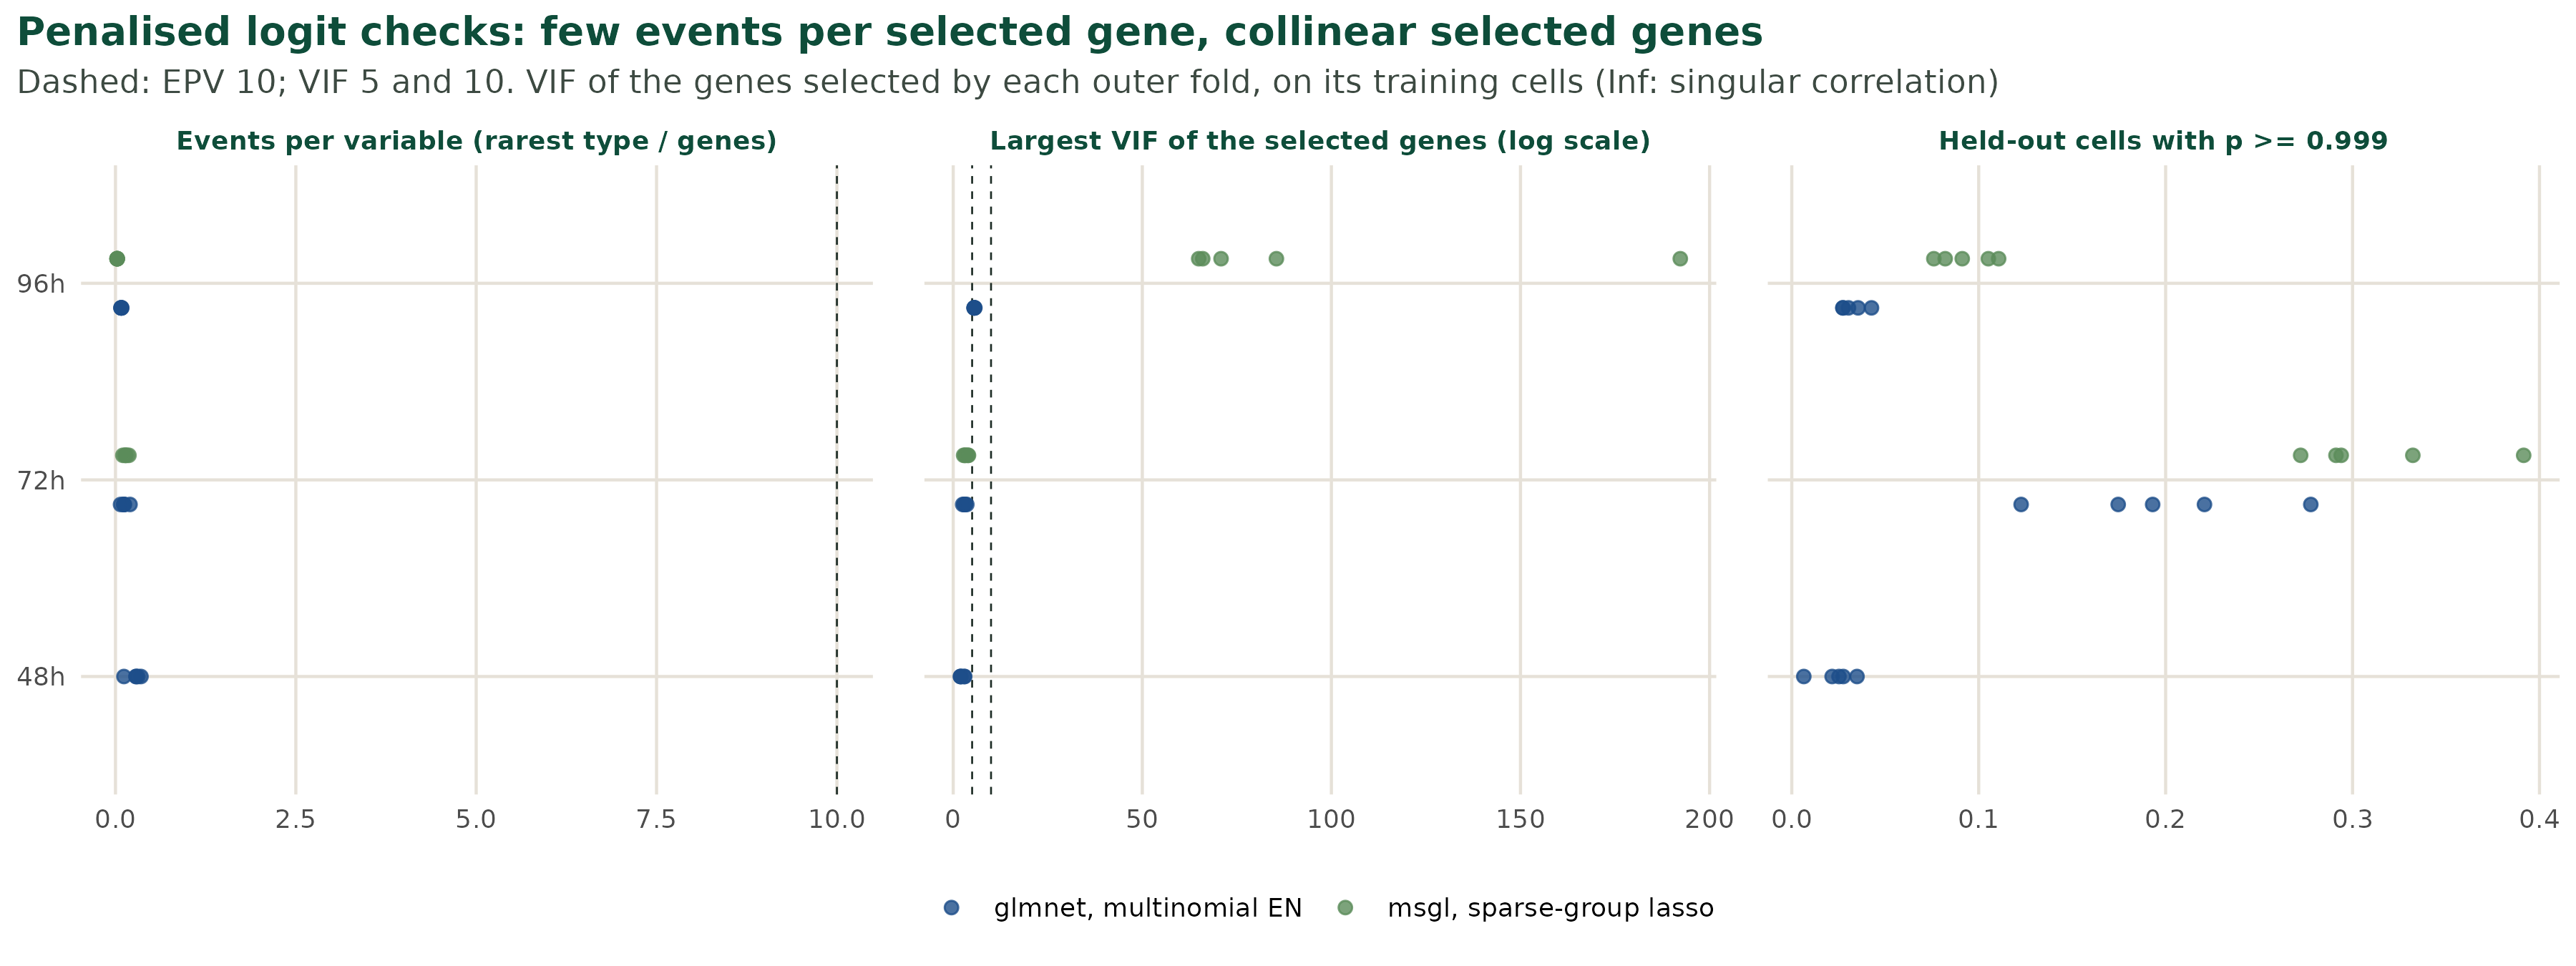 Penalised logit checks: few events per selected gene, collinear selected genes
Dashed: EPV 10; VIF 5 and 10. VIF of the genes selected by each outer fold, on its training cells (Inf: singular correlation)
Events per variable (rarest type / genes)
Largest VIF of the selected genes (log scale)
Held-out cells with p >= 0.999
96h
72h
48h
0.0 2.5 5.0 7.5 10.0
0 50 100 150 200
0.0 0.1 0.2 0.3 0.4
glmnet, multinomial EN
msgl, sparse-group lasso